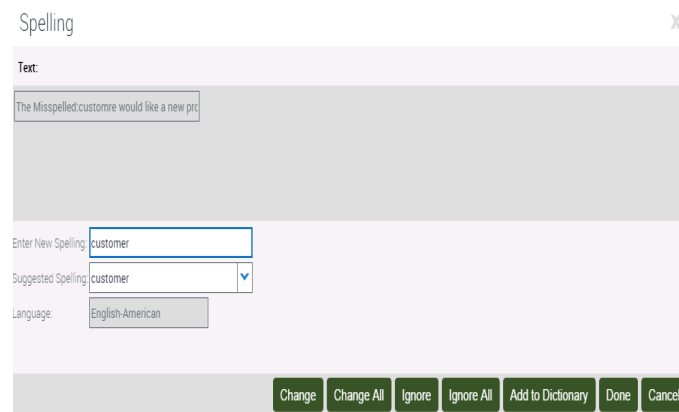 Spelling X
Text:
The Misspelled:customre would like a new pro
Enter New Spelling: customer
Suggested Spelling: customer
Language: English-American
Change Change All Ignore Ignore All Add to Dictionary Done Cancel